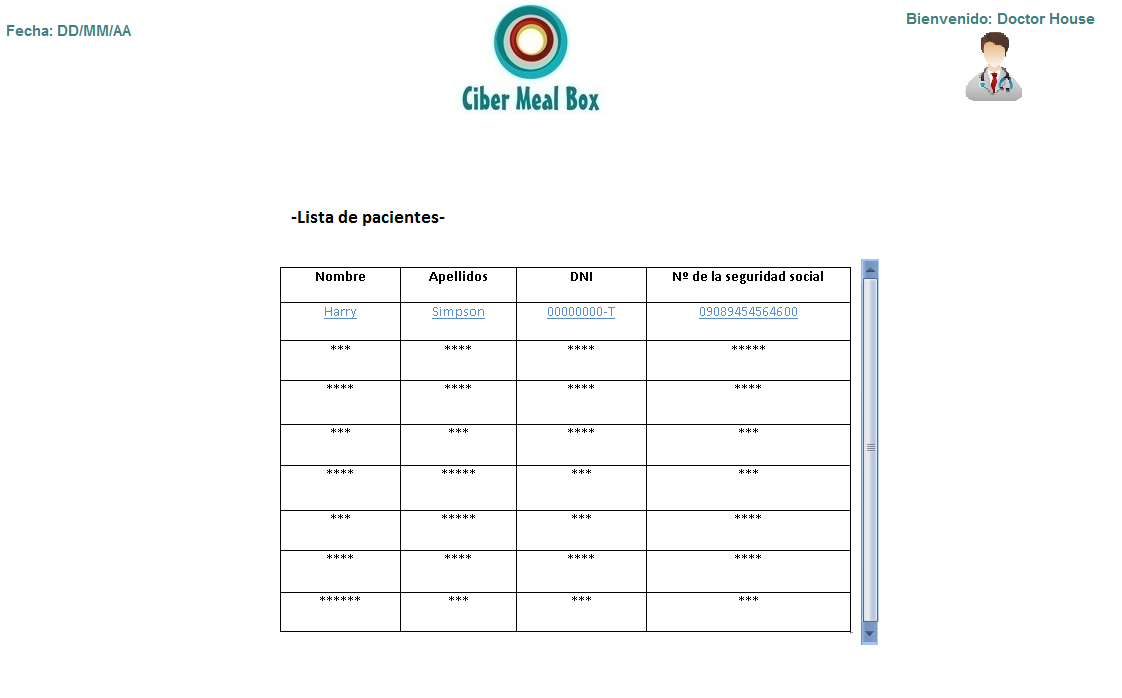 Fecha: DD/MM/AA
Bienvenido: Doctor House
Ciber Meal Box
-Lista de pacientes-
Nombre Apellidos DNI Nº de la seguridad social
Harry Simpson 00000000-T 09089454564600
*** **** **** *****
**** **** **** ****
*** *** **** ***
**** ***** *** ***
*** ***** *** ****
**** **** **** ****
****** *** *** ***